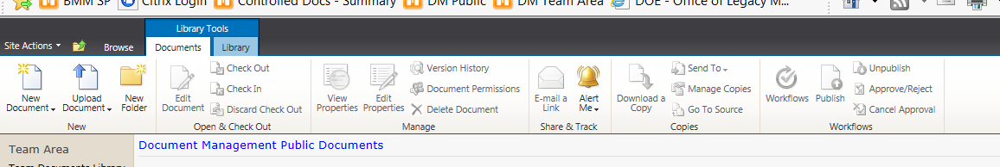 BMM SP Citrix Login Controlled Docs - Summary DM Public DM Team Area DOE - Office of Legacy M...
Library Tools
Site Actions Browse Documents Library
New Document
Upload Document
New Folder
New
Edit Document
Check Out
Check In
Discard Check Out
Open & Check Out
View Properties
Edit Properties
Version History
Document Permissions
Delete Document
Manage
E-mail a Link
Alert Me
Share & Track
Download a Copy
Send To
Manage Copies
Go To Source
Copies
Workflows
Publish
Unpublish
Approve/Reject
Cancel Approval
Workflows
Team Area
Document Management Public Documents
Team Documents Library